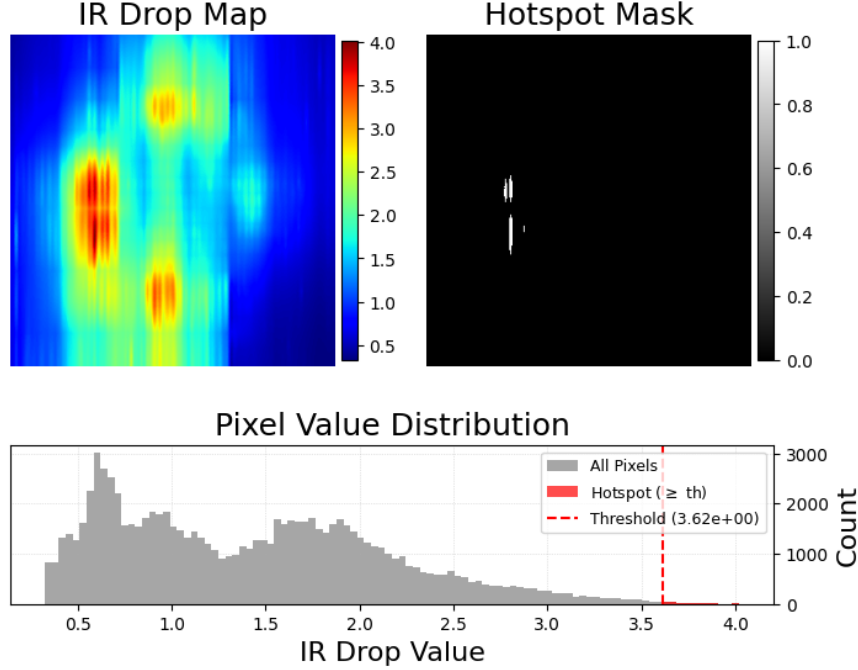 IR Drop Map
4.0
3.5
3.0
2.5
2.0
1.5
1.0
0.5
Hotspot Mask
1.0
0.8
0.6
0.4
0.2
0.0
Pixel Value Distribution
All Pixels
Hotspot (≥ th)
Threshold (3.62e+00)
3000
2000
1000
0
Count
0.5 1.0 1.5 2.0 2.5 3.0 3.5 4.0
IR Drop Value